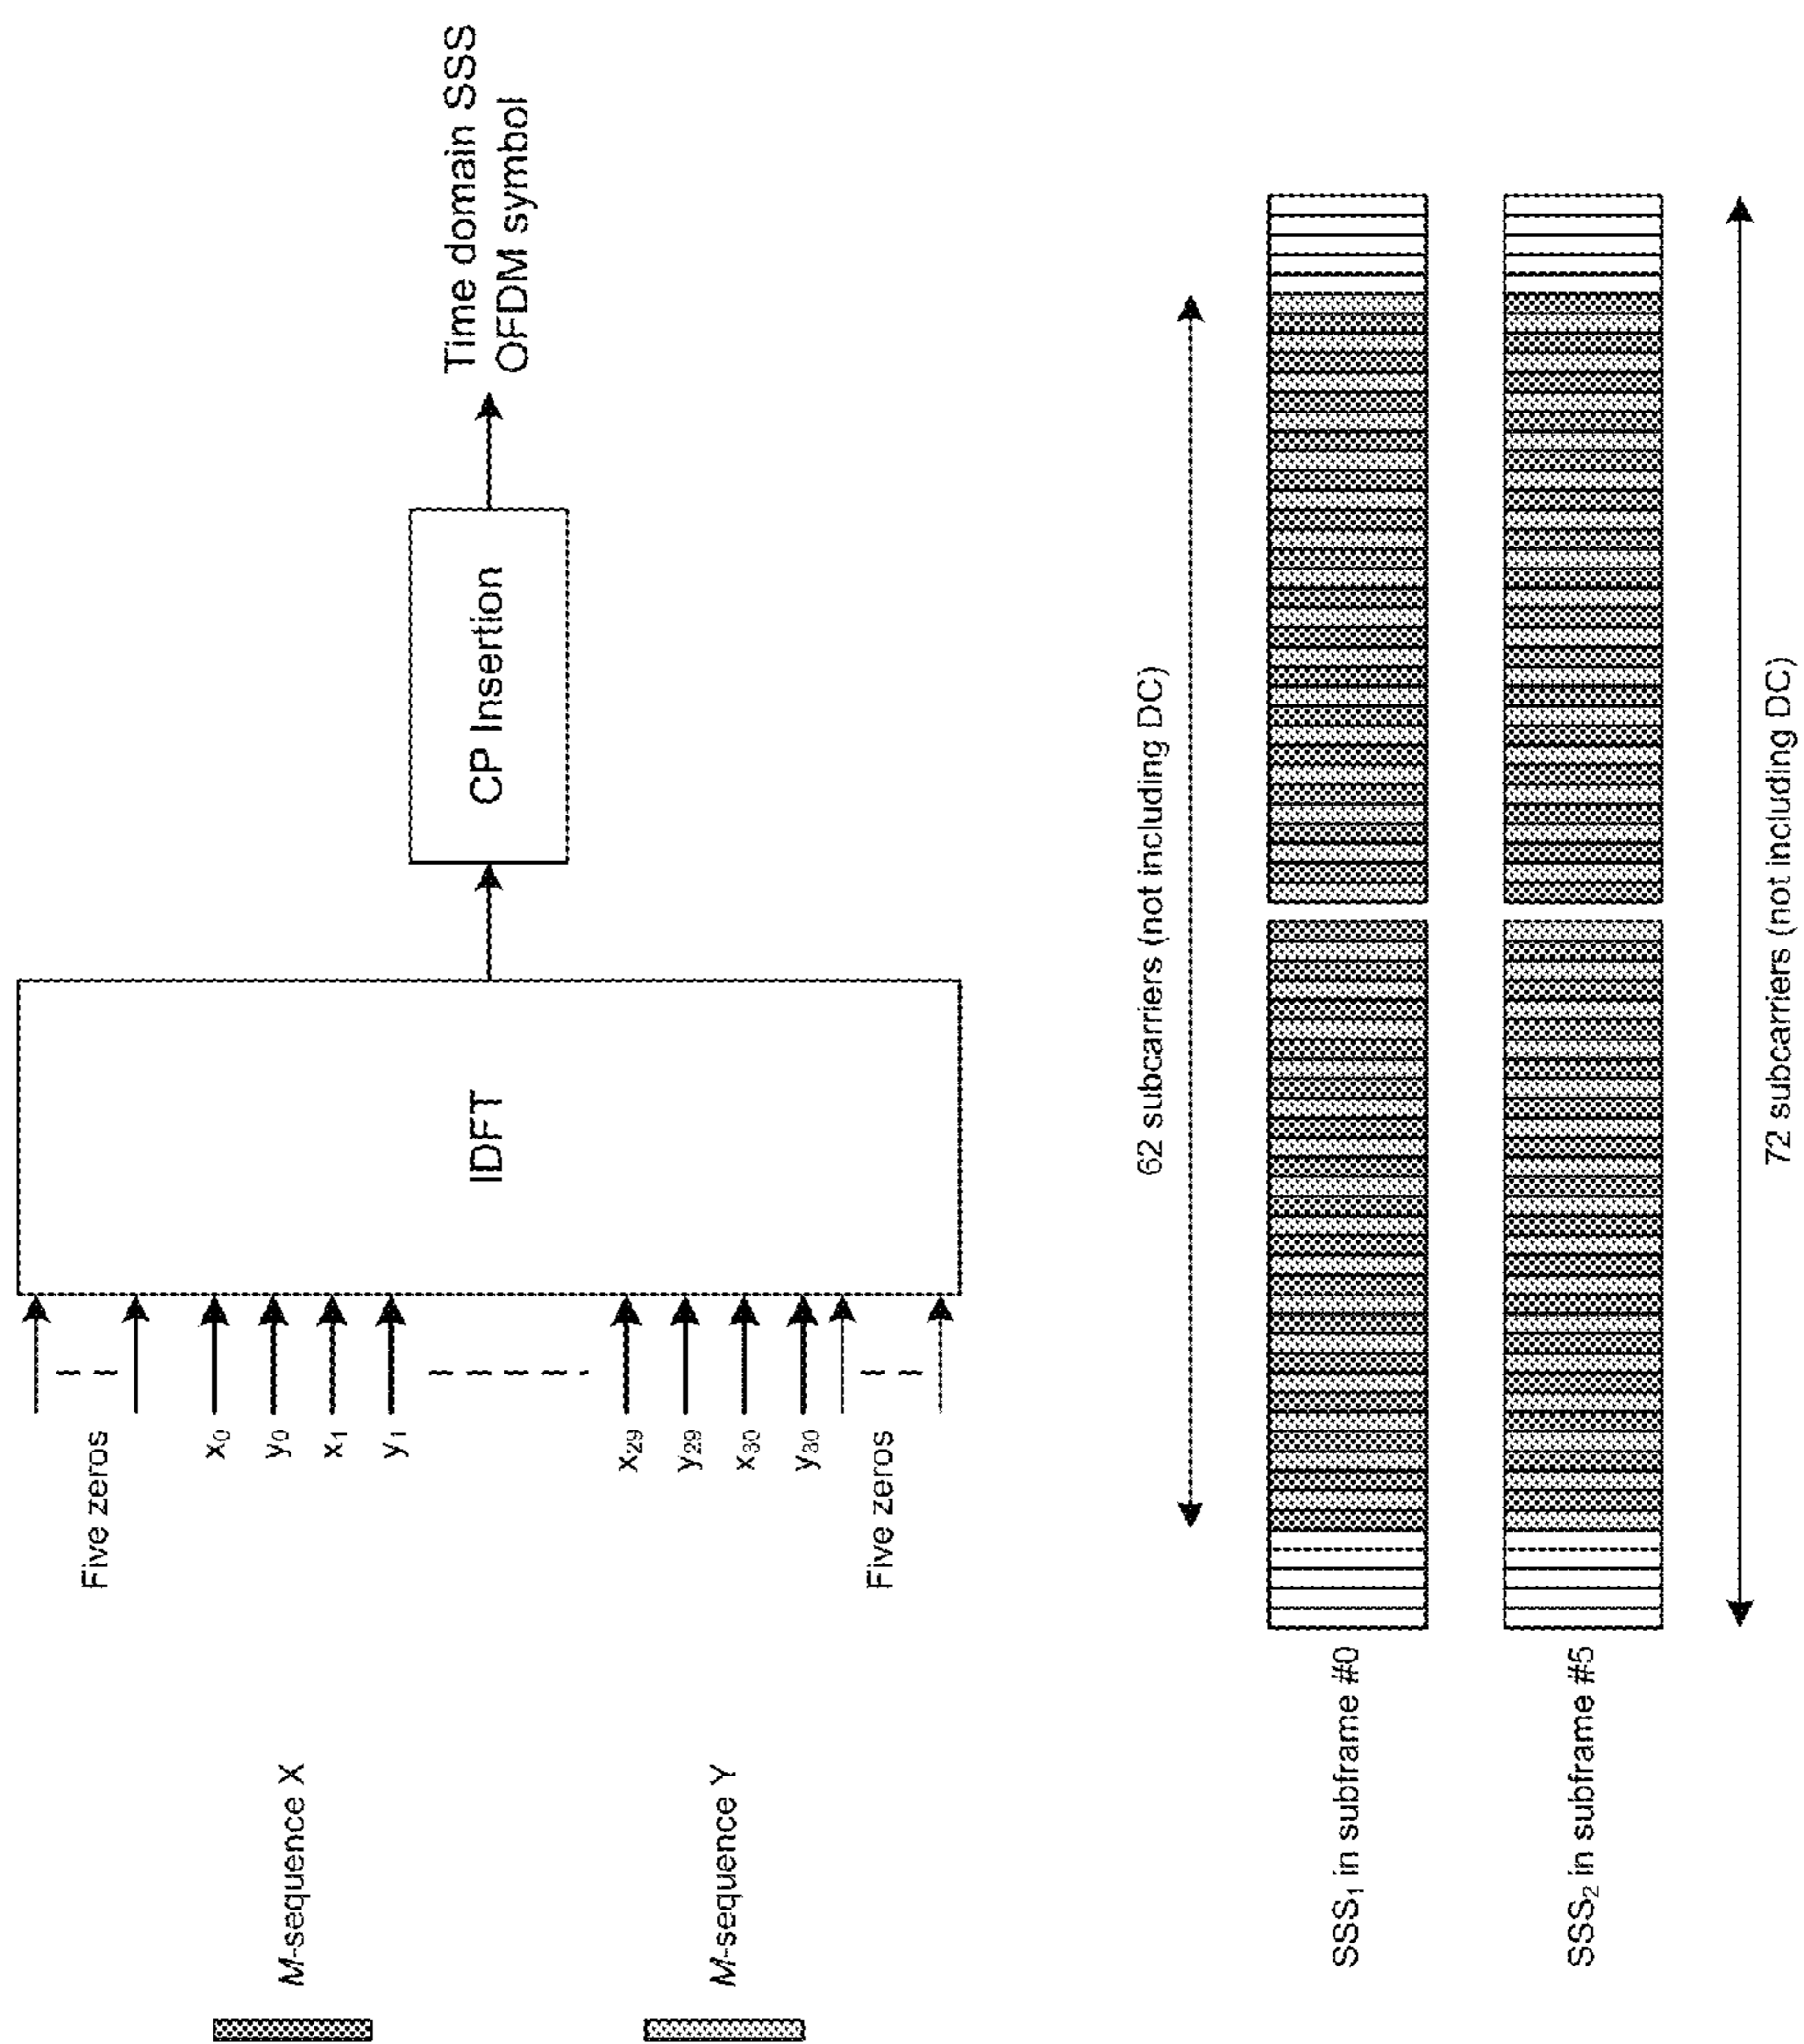 Time domain SSS
OFDM symbol
CP Insertion
IDFT
Five zeros
x0
y0
x1
y1
x29
y29
x30
y30
Five zeros
M-sequence X
M-sequence Y
62 subcarriers (not including DC)
SSS1 in subframe #0
SSS2 in subframe #5
72 subcarriers (not including DC)